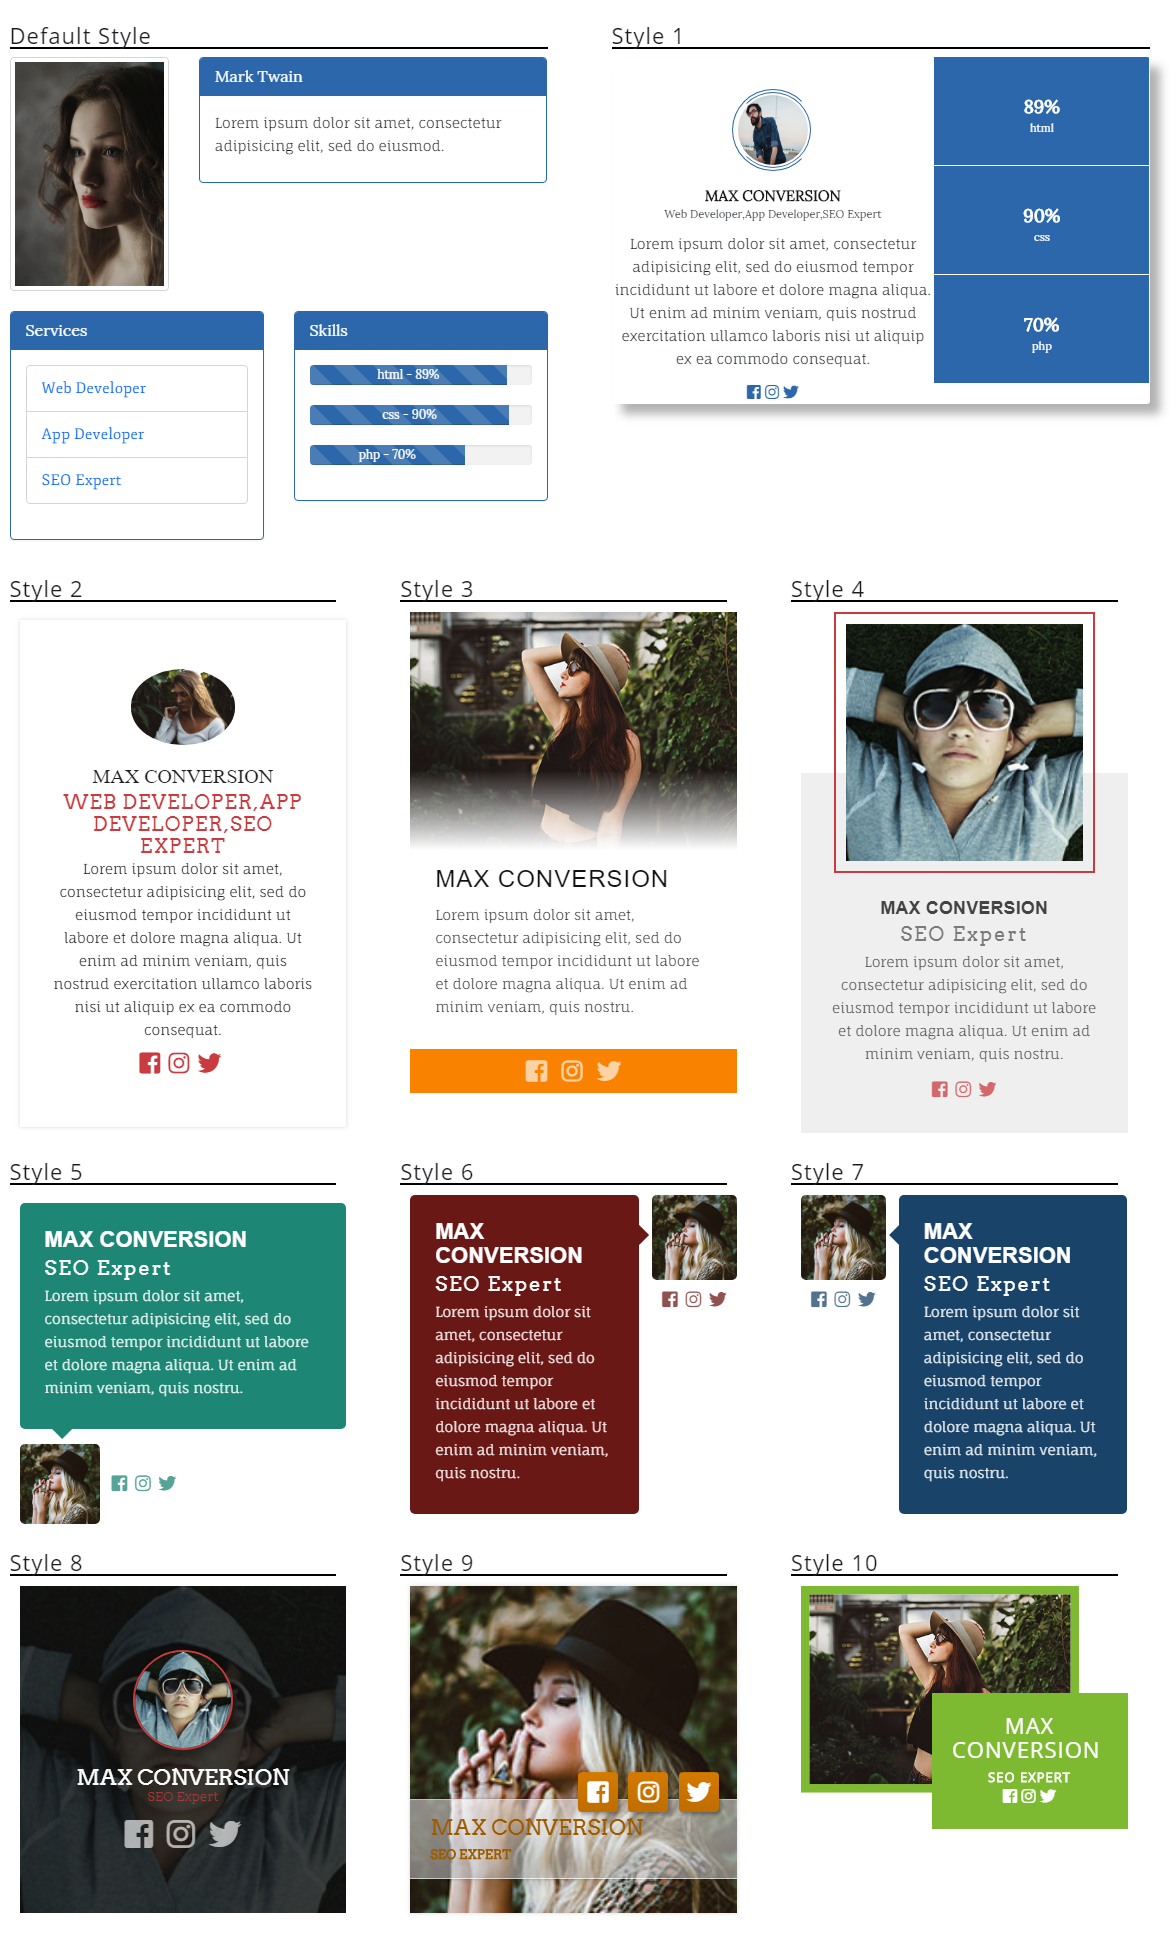 Default Style
Mark Twain
Lorem ipsum dolor sit amet, consectetur
adipisicing elit, sed do eiusmod.
Services
Web Developer
App Developer
SEO Expert
Skills
html - 89%
css - 90%
php - 70%
Style 1
MAX CONVERSION
Web Developer,App Developer,SEO Expert
Lorem ipsum dolor sit amet, consectetur
adipisicing elit, sed do eiusmod tempor
incididunt ut labore et dolore magna aliqua.
Ut enim ad minim veniam, quis nostrud
exercitation ullamco laboris nisi ut aliquip
ex ea commodo consequat.
89%
html
90%
css
70%
php
Style 2
MAX CONVERSION
WEB DEVELOPER,APP
DEVELOPER,SEO
EXPERT
Lorem ipsum dolor sit amet,
consectetur adipisicing elit, sed do
eiusmod tempor incididunt ut
labore et dolore magna aliqua. Ut
enim ad minim veniam, quis
nostrud exercitation ullamco laboris
nisi ut aliquip ex ea commodo
consequat.
Style 3
MAX CONVERSION
Lorem ipsum dolor sit amet,
consectetur adipisicing elit, sed do
eiusmod tempor incididunt ut labore
et dolore magna aliqua. Ut enim ad
minim veniam, quis nostru.
Style 4
MAX CONVERSION
SEO Expert
Lorem ipsum dolor sit amet,
consectetur adipisicing elit, sed do
eiusmod tempor incididunt ut labore
et dolore magna aliqua. Ut enim ad
minim veniam, quis nostru.
Style 5
MAX CONVERSION
SEO Expert
Lorem ipsum dolor sit amet,
consectetur adipisicing elit, sed do
eiusmod tempor incididunt ut labore
et dolore magna aliqua. Ut enim ad
minim veniam, quis nostru.
Style 6
MAX
CONVERSION
SEO Expert
Lorem ipsum dolor sit
amet, consectetur
adipisicing elit, sed do
eiusmod tempor
incididunt ut labore et
dolore magna aliqua. Ut
enim ad minim veniam,
quis nostru.
Style 7
MAX
CONVERSION
SEO Expert
Lorem ipsum dolor sit
amet, consectetur
adipisicing elit, sed do
eiusmod tempor
incididunt ut labore et
dolore magna aliqua. Ut
enim ad minim veniam,
quis nostru.
Style 8
MAX CONVERSION
SEO Expert
Style 9
MAX CONVERSION
SEO EXPERT
Style 10
MAX
CONVERSION
SEO EXPERT